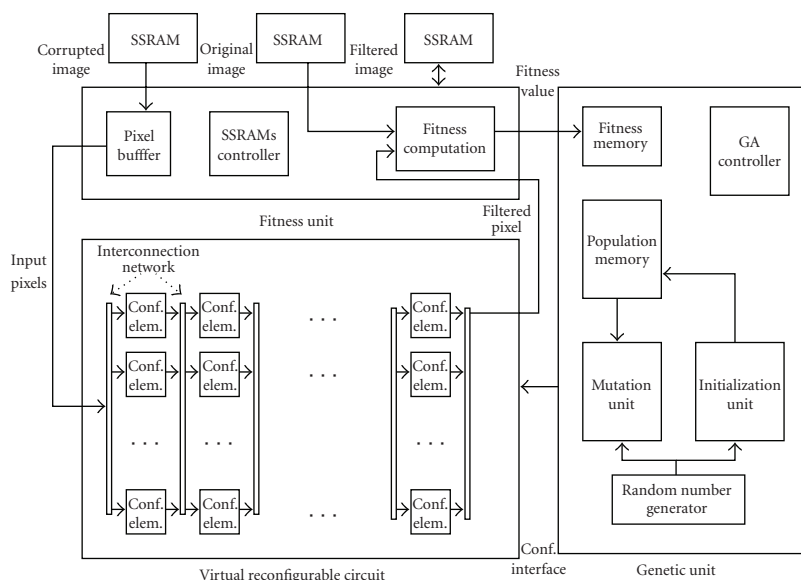 SSRAM
SSRAM
SSRAM
Corrupted
image
Original
image
Filtered
image
Fitness
value
Pixel
bufffer
SSRAMs
controller
Fitness
computation
Fitness
memory
GA
controller
Fitness unit
Filtered
pixel
Input
pixels
Interconnection
network
Population
memory
Conf.
elem.
Conf.
elem.
. . .
Conf.
elem.
Conf.
elem.
Conf.
elem.
. . .
Conf.
elem.
Mutation
unit
Initialization
unit
. . .
. . .
. . .
Conf.
elem.
Conf.
elem.
. . .
Conf.
elem.
Random number
generator
Virtual reconfigurable circuit
Conf.
interface
Genetic unit